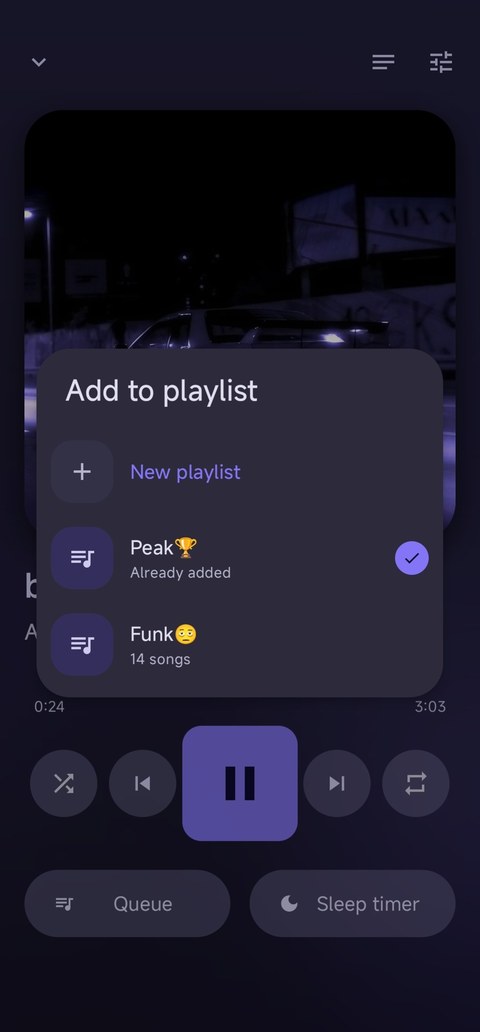 Add to playlist
New playlist
Peak🏆
Already added
Funk😳
14 songs
0:24
3:03
Queue
Sleep timer